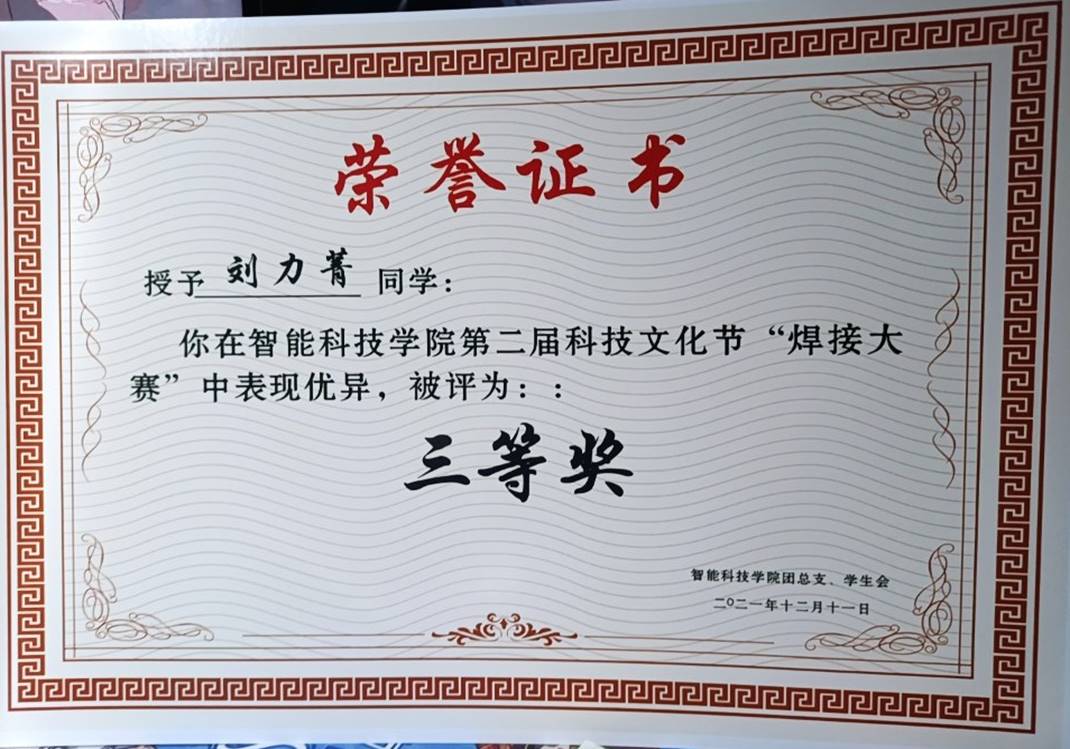 荣誉证书
授予 刘力菁 同学：
你在智能科技学院第二届科技文化节“焊接大
赛”中表现优异，被评为：：
三等奖
智能科技学院团总支、学生会
二〇二一年十二月十一日